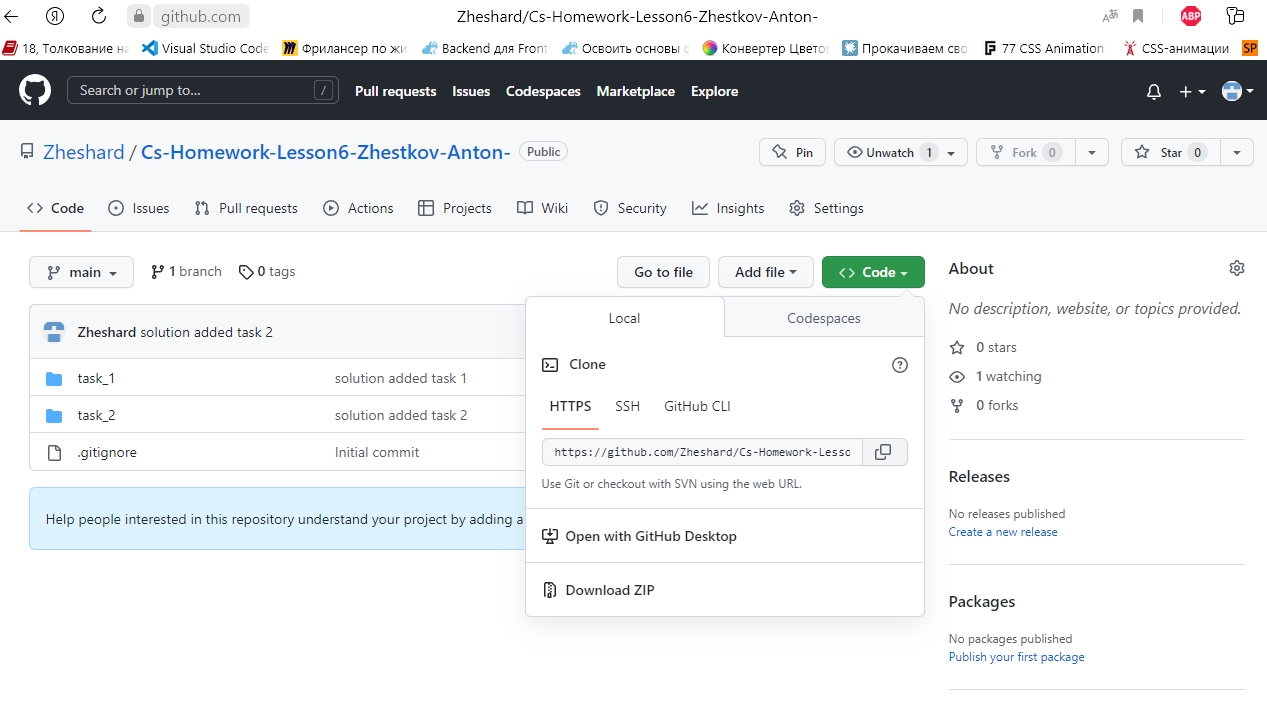 github.com Zheshard/Cs-Homework-Lesson6-Zhestkov-Anton- ABP
18, Толкование на Visual Studio Code Фрилансер по жи Backend для Front Освоить основы Конвертер Цветов Прокачиваем сво 77 CSS Animation CSS-анимации SP
Search or jump to... / Pull requests Issues Codespaces Marketplace Explore
Zheshard / Cs-Homework-Lesson6-Zhestkov-Anton- Public Pin Unwatch 1 Fork 0 Star 0
Code Issues Pull requests Actions Projects Wiki Security Insights Settings
main 1 branch 0 tags Go to file Add file Code
Zheshard solution added task 2
task_1 solution added task 1
task_2 solution added task 2
.gitignore Initial commit
Help people interested in this repository understand your project by adding a
Local Codespaces
Clone
HTTPS SSH GitHub CLI
https://github.com/Zheshard/Cs-Homework-Lesso
Use Git or checkout with SVN using the web URL.
Open with GitHub Desktop
Download ZIP
About
No description, website, or topics provided.
0 stars
1 watching
0 forks
Releases
No releases published
Create a new release
Packages
No packages published
Publish your first package